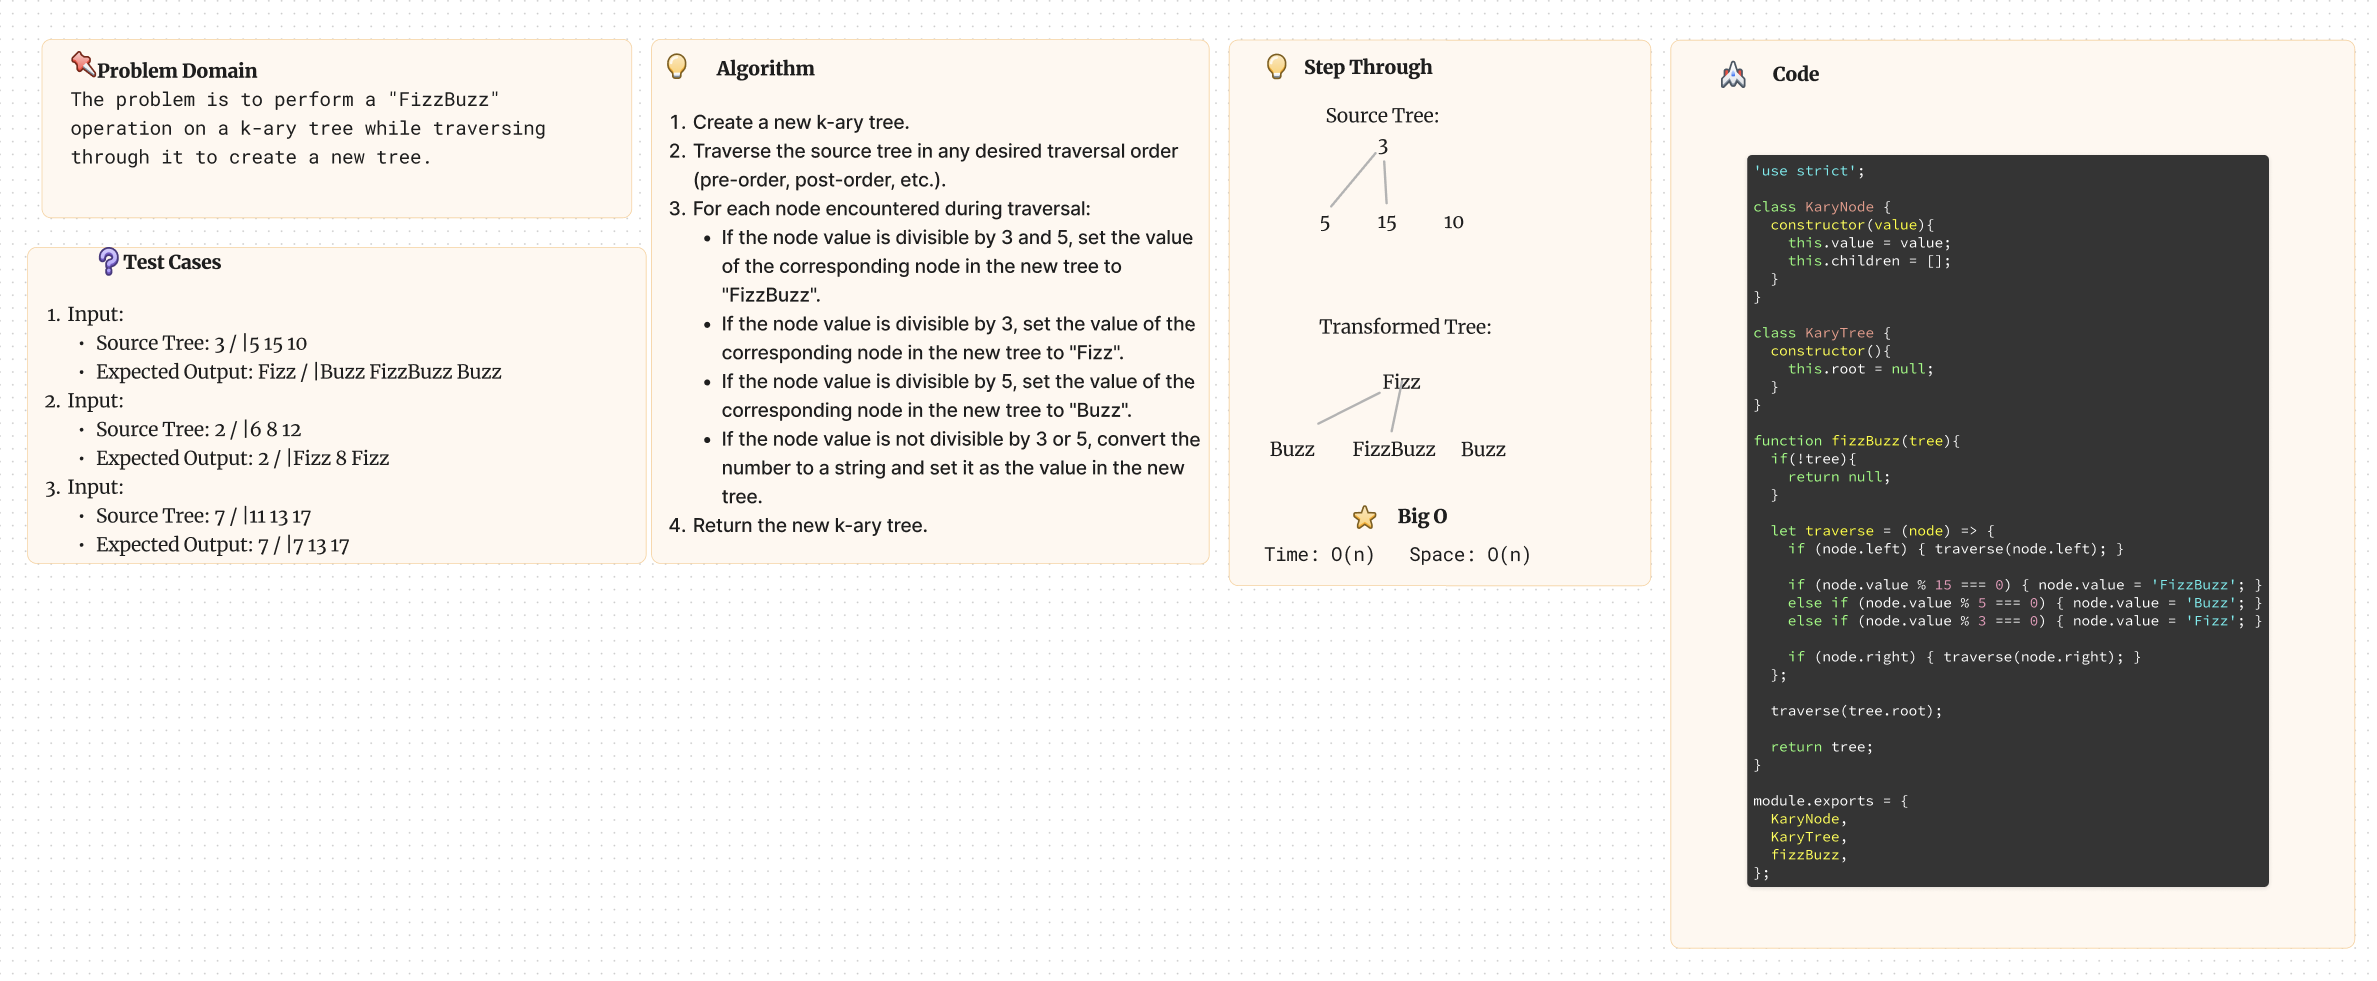 Problem Domain
The problem is to perform a "FizzBuzz"
operation on a k-ary tree while traversing
through it to create a new tree.
Test Cases
1. Input:
• Source Tree: 3 / |5 15 10
• Expected Output: Fizz / |Buzz FizzBuzz Buzz
2. Input:
• Source Tree: 2 / |6 8 12
• Expected Output: 2 / |Fizz 8 Fizz
3. Input:
• Source Tree: 7 / |11 13 17
• Expected Output: 7 / |7 13 17
Algorithm
1. Create a new k-ary tree.
2. Traverse the source tree in any desired traversal order
(pre-order, post-order, etc.).
3. For each node encountered during traversal:
• If the node value is divisible by 3 and 5, set the value
of the corresponding node in the new tree to
"FizzBuzz".
• If the node value is divisible by 3, set the value of the
corresponding node in the new tree to "Fizz".
• If the node value is divisible by 5, set the value of the
corresponding node in the new tree to "Buzz".
• If the node value is not divisible by 3 or 5, convert the
number to a string and set it as the value in the new
tree.
4. Return the new k-ary tree.
Step Through
Source Tree:
3
5 15 10
Transformed Tree:
Fizz
Buzz FizzBuzz Buzz
Big O
Time: O(n) Space: O(n)
Code
'use strict';
class KaryNode {
constructor(value){
this.value = value;
this.children = [];
}
}
class KaryTree {
constructor(){
this.root = null;
}
}
function fizzBuzz(tree){
if(!tree){
return null;
}
let traverse = (node) => {
if (node.left) { traverse(node.left); }
if (node.value % 15 === 0) { node.value = 'FizzBuzz'; }
else if (node.value % 5 === 0) { node.value = 'Buzz'; }
else if (node.value % 3 === 0) { node.value = 'Fizz'; }
if (node.right) { traverse(node.right); }
};
traverse(tree.root);
return tree;
}
module.exports = {
KaryNode,
KaryTree,
fizzBuzz,
};